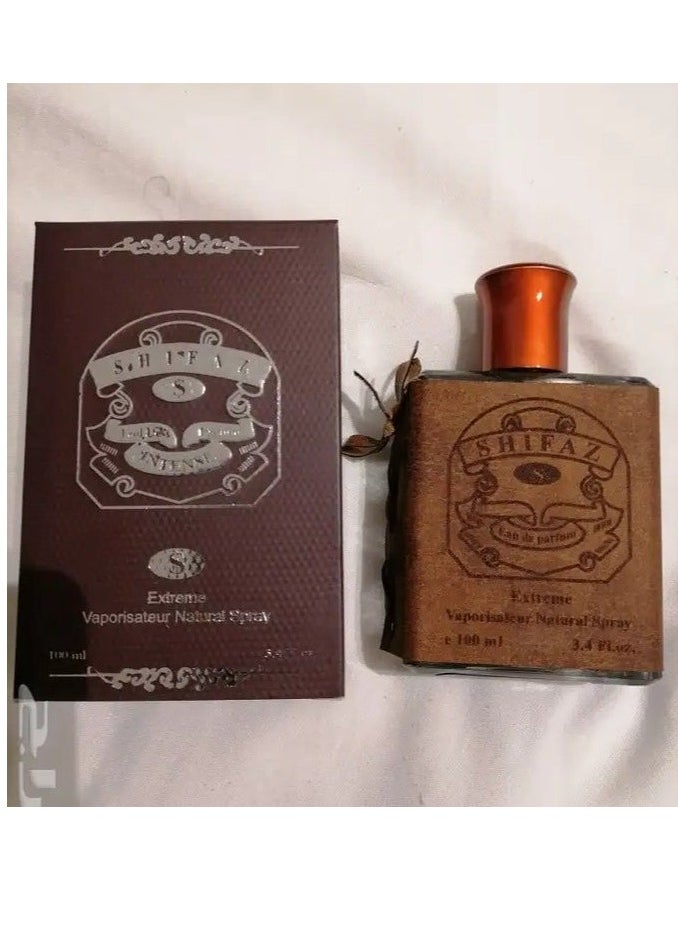 SHIFAZ
S
INTENSE
S
Extreme
Vaporisateur Natural Spray
100 ml
SHIFAZ
S
Eau de parfum
Extreme
Vaporisateur Natural Spray
e 100 ml 3.4 Fl.oz.